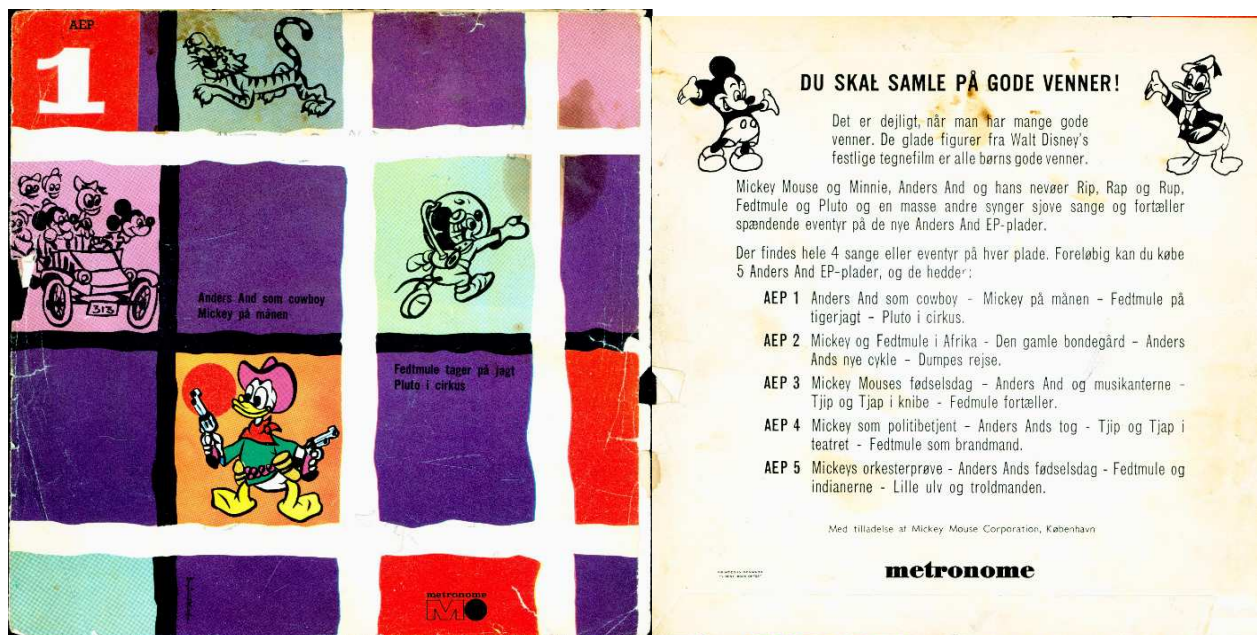 AEP
1
313
Anders And som cowboy
Mickey på månen
Fedtmule tager på jagt
Pluto i cirkus
metronome
DU SKAL SAMLE PÅ GODE VENNER!
Det er dejligt, når man har mange gode
venner. De glade figurer fra Walt Disney's
festlige tegnefilm er alle børns gode venner.
Mickey Mouse og Minnie, Anders And og hans nevøer Rip, Rap og Rup,
Fedtmule og Pluto og en masse andre synger sjove sange og fortæller
spændende eventyr på de nye Anders And EP-plader.
Der findes hele 4 sange eller eventyr på hver plade. Foreløbig kan du købe
5 Anders And EP-plader, og de hedder:
AEP 1 Anders And som cowboy - Mickey på månen - Fedtmule på
tigerjagt - Pluto i cirkus.
AEP 2 Mickey og Fedtmule i Afrika - Den gamle bondegård - Anders
Ands nye cykle - Dumpes rejse.
AEP 3 Mickey Mouses fødselsdag - Anders And og musikanterne -
Tjip og Tjap i knibe - Fedmule fortæller.
AEP 4 Mickey som politibetjent - Anders Ands tog - Tjip og Tjap i
teatret - Fedtmule som brandmand.
AEP 5 Mickeys orkesterprøve - Anders Ands fødselsdag - Fedtmule og
indianerne - Lille ulv og troldmanden.
Med tilladelse af Mickey Mouse Corporation, København
metronome